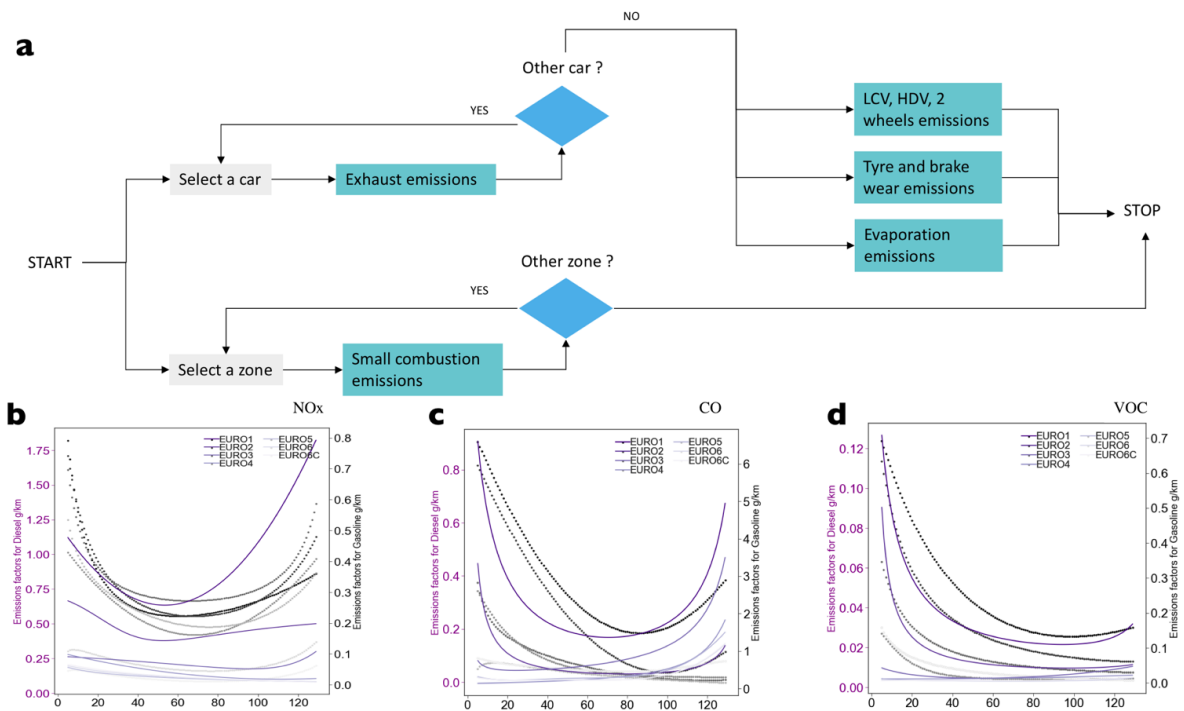 a
NO
Other car ?
YES
LCV, HDV, 2
wheels emissions
Select a car
Exhaust emissions
Tyre and brake
wear emissions
STOP
START
Evaporation
emissions
Other zone ?
YES
Select a zone
Small combustion
emissions
b
NOx
Emissions factors for Diesel g/km
1.75
1.50
1.25
1.00
0.75
0.50
0.25
0.00
EURO1
EURO2
EURO3
EURO4
EURO5
EURO6
EURO6C
0.8
0.7
0.6
0.5
0.4
0.3
0.2
0.1
0.0
Emissions factors for Gasoline g/km
0 20 40 60 80 100 120
c
CO
Emissions factors for Diesel g/km
0.8
0.6
0.4
0.2
0.0
EURO1
EURO2
EURO3
EURO4
EURO5
EURO6
EURO6C
6
5
4
3
2
1
0
Emissions factors for Gasoline g/km
0 20 40 60 80 100 120
d
VOC
Emissions factors for Diesel g/km
0.12
0.10
0.08
0.06
0.04
0.02
0.00
EURO1
EURO2
EURO3
EURO4
EURO5
EURO6
EURO6C
0.7
0.6
0.5
0.4
0.3
0.2
0.1
0.0
Emissions factors for Gasoline g/km
0 20 40 60 80 100 120